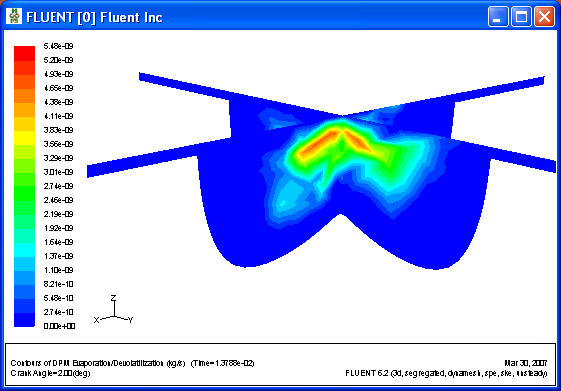 FLUENT [0] Fluent Inc
5.48e-09
5.20e-09
4.93e-09
4.65e-09
4.38e-09
4.11e-09
3.83e-09
3.56e-09
3.29e-09
3.01e-09
2.74e-09
2.46e-09
2.19e-09
1.92e-09
1.64e-09
1.37e-09
1.10e-09
8.21e-10
5.48e-10
2.74e-10
0.00e+00
Z
X
Y
Contours of DPM Evaporation/Devolatilization (kg/s) (Time=1.3788e-02)
Mar 30, 2007
Crank Angle=2.00(deg)
FLUENT 6.2 (3d, segregated, dynamesh, spe, ske, unsteady)